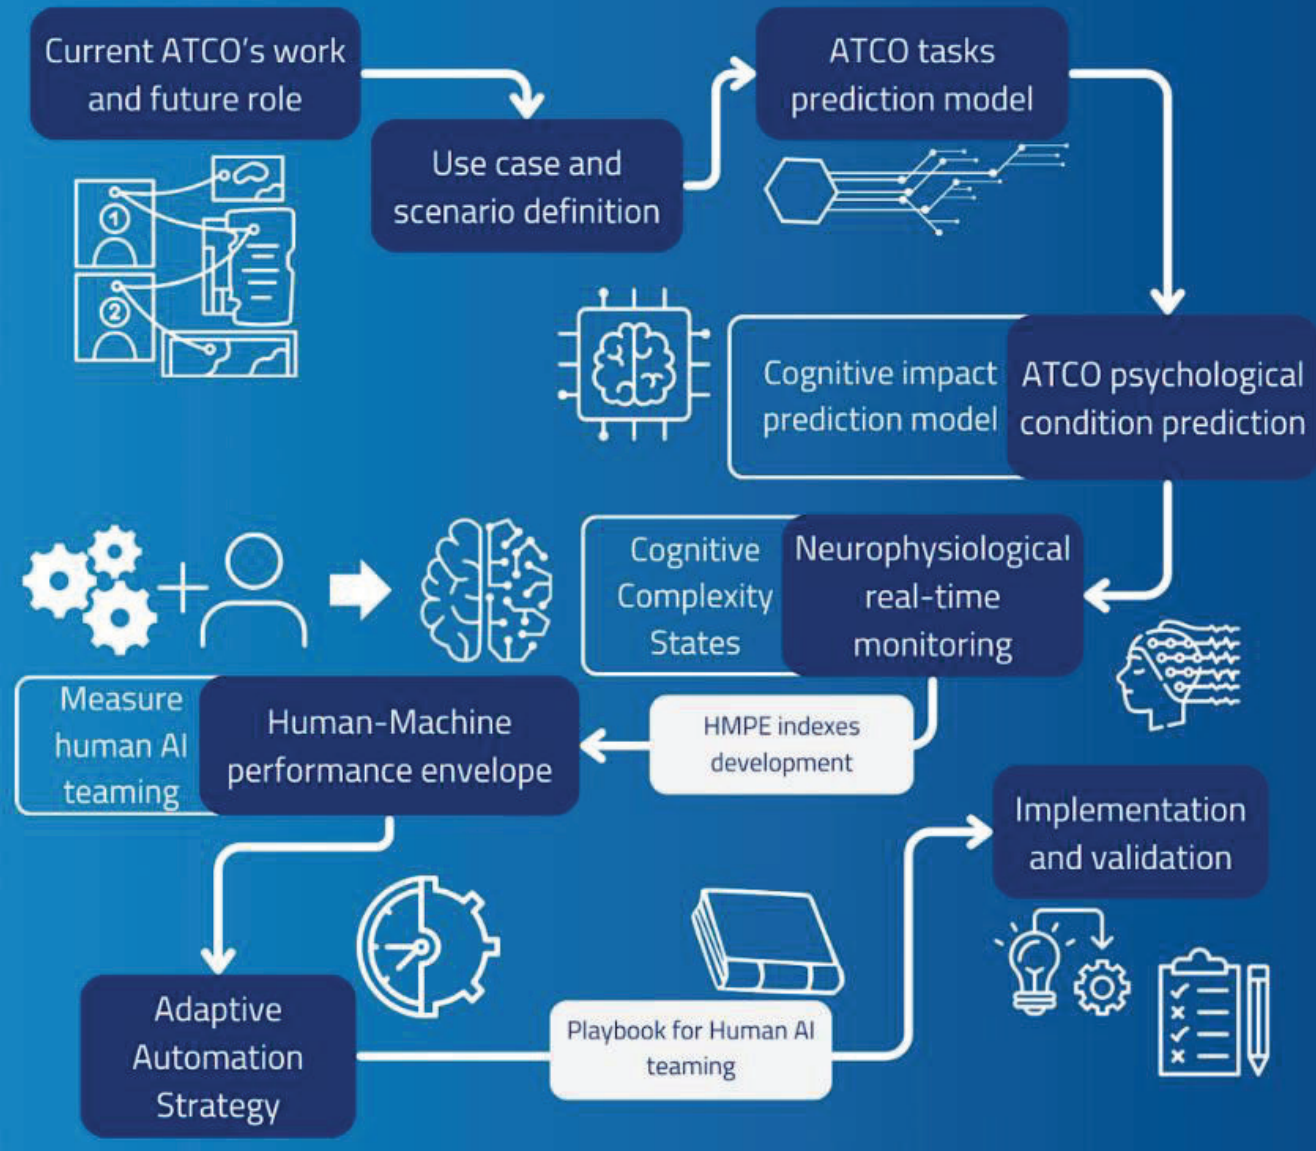 Current ATCO's work
and future role
Use case and
scenario definition
ATCO tasks
prediction model
1
2
Cognitive impact
prediction model
ATCO psychological
condition prediction
Cognitive
Complexity
States
Neurophysiological
real-time
monitoring
HMPE indexes
development
Measure
human AI
teaming
Human-Machine
performance envelope
Adaptive
Automation
Strategy
Playbook for Human AI
teaming
Implementation
and validation